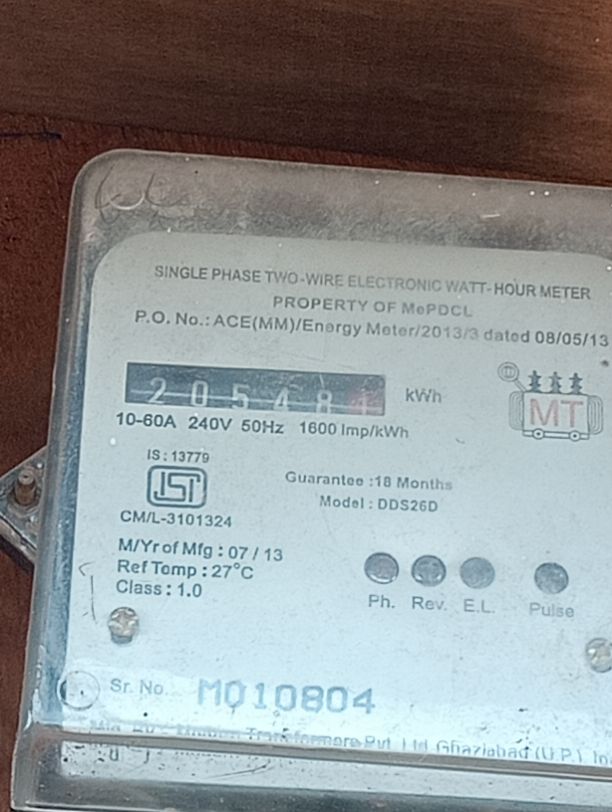 SINGLE PHASE TWO-WIRE ELECTRONIC WATT-HOUR METER
PROPERTY OF MePDCL
P.O. No.: ACE(MM)/Energy Meter/2013/3 dated 08/05/13
20548 kWh
MT
10-60A 240V 50Hz 1600 Imp/kWh
IS : 13779
ISI
CM/L-3101324
Guarantee :18 Months
Model : DDS26D
M/Yr of Mfg : 07 / 13
Ref Temp : 27°C
Class : 1.0
Ph. Rev. E.L. Pulse
Sr. No. M010804
Transformers Pvt. Ltd. Ghaziabad (U.P.)